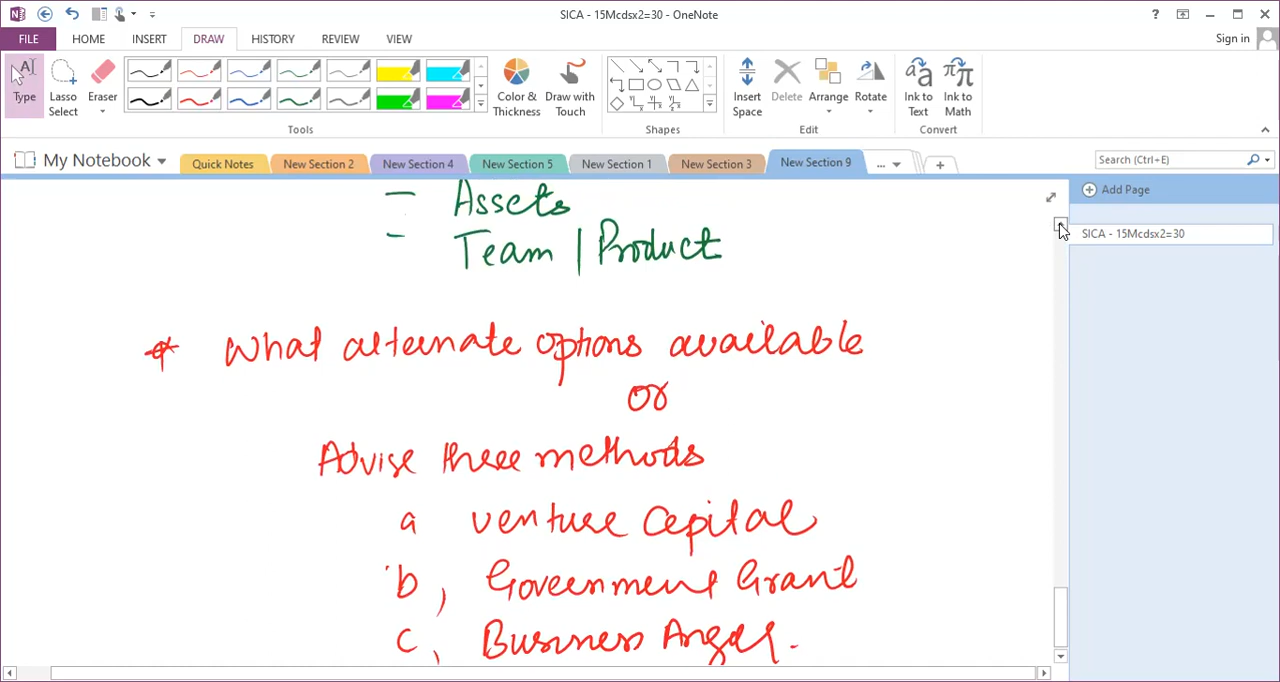 SICA - 15Mcdsx2=30 - OneNote
FILE HOME INSERT DRAW HISTORY REVIEW VIEW
Sign in
Type
Lasso Select
Eraser
Color & Thickness
Draw with Touch
Insert Space
Delete
Arrange
Rotate
Ink to Text
Ink to Math
Tools
Shapes
Edit
Convert
My Notebook
Quick Notes
New Section 2
New Section 4
New Section 5
New Section 1
New Section 3
New Section 9
...
Search (Ctrl+E)
Add Page
SICA - 15Mcdsx2=30
= Assets
= Team | Product
* What alternate options available
or
Advise three methods
a venture Cepital
b, Government Grant
c, Business Angel.